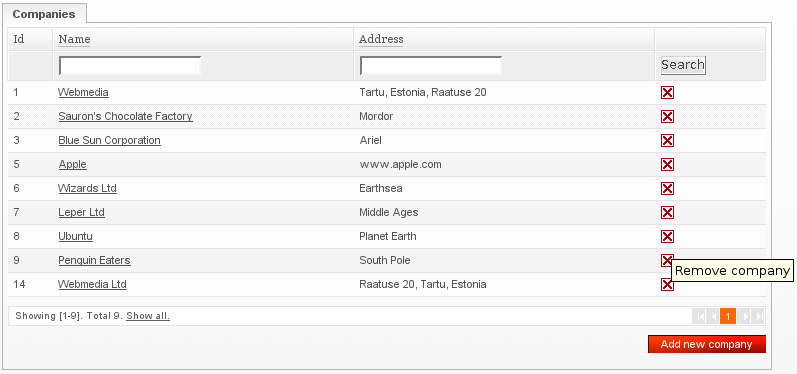 Companies
Id Name Address
Search
1 Webmedia Tartu, Estonia, Raatuse 20
2 Sauron's Chocolate Factory Mordor
3 Blue Sun Corporation Ariel
5 Apple www.apple.com
6 Wizards Ltd Earthsea
7 Leper Ltd Middle Ages
8 Ubuntu Planet Earth
9 Penguin Eaters South Pole
Remove company
14 Webmedia Ltd Raatuse 20, Tartu, Estonia
Showing [1-9]. Total 9. Show all. 1
Add new company